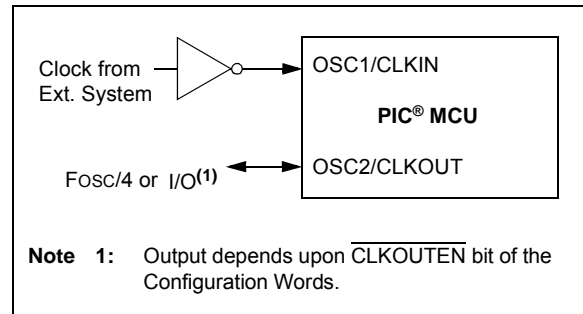 Clock from
Ext. System
OSC1/CLKIN
PIC® MCU
FOSC/4 or I/O(1)
OSC2/CLKOUT
Note 1: Output depends upon CLKOUTEN bit of the
Configuration Words.